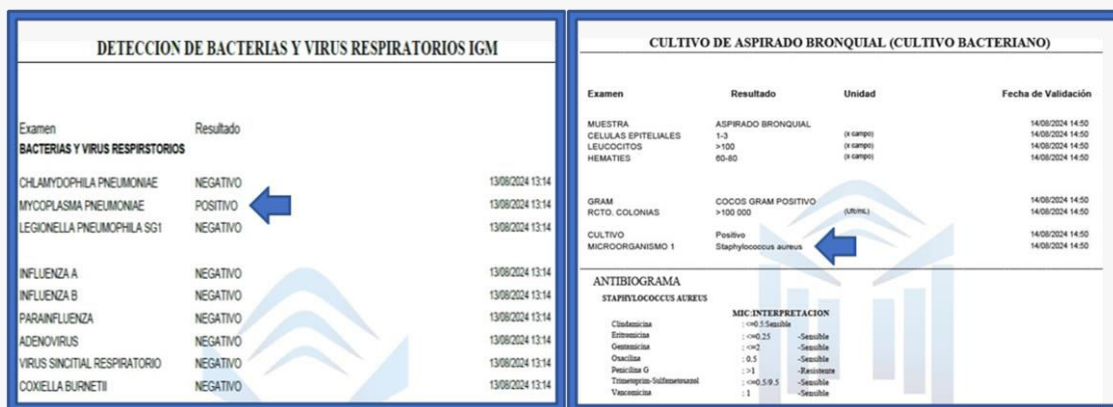 DETECCION DE BACTERIAS Y VIRUS RESPIRATORIOS IGM
Examen Resultado
BACTERIAS Y VIRUS RESPIRSTORIOS
CHLAMYDOPHILA PNEUMONIAE NEGATIVO 13/08/2024 13:14
MYCOPLASMA PNEUMONIAE POSITIVO 13/08/2024 13:14
LEGIONELLA PNEUMOPHILA SG1 NEGATIVO 13/08/2024 13:14
INFLUENZA A NEGATIVO 13/08/2024 13:14
INFLUENZA B NEGATIVO 13/08/2024 13:14
PARAINFLUENZA NEGATIVO 13/08/2024 13:14
ADENOVIRUS NEGATIVO 13/08/2024 13:14
VIRUS SINCITIAL RESPIRATORIO NEGATIVO 13/08/2024 13:14
COXIELLA BURNETII NEGATIVO 13/08/2024 13:14
CULTIVO DE ASPIRADO BRONQUIAL (CULTIVO BACTERIANO)
Examen Resultado Unidad Fecha de Validación
MUESTRA ASPIRADO BRONQUIAL 14/08/2024 14:50
CELULAS EPITELIALES 1-3 (x campo) 14/08/2024 14:50
LEUCOCITOS >100 (x campo) 14/08/2024 14:50
HEMATIES 60-80 (x campo) 14/08/2024 14:50
GRAM COCOS GRAM POSITIVO 14/08/2024 14:50
RCTO. COLONIAS >100 000 (Ufc/mL) 14/08/2024 14:50
CULTIVO Positivo 14/08/2024 14:50
MICROORGANISMO 1 Staphylococcus aureus 14/08/2024 14:50
ANTIBIOGRAMA
STAPHYLOCOCCUS AUREUS
MIC:INTERPRETACION
Clindamicina : <=0.5:Sensible
Eritromicina : <=0.25 -Sensible
Gentamicina : <=2 -Sensible
Oxacilina : 0.5 -Sensible
Penicilina G : >1 -Resistente
Trimetoprim-Sulfametoxazol : <=0.5/9.5 -Sensible
Vancomicina : 1 -Sensible